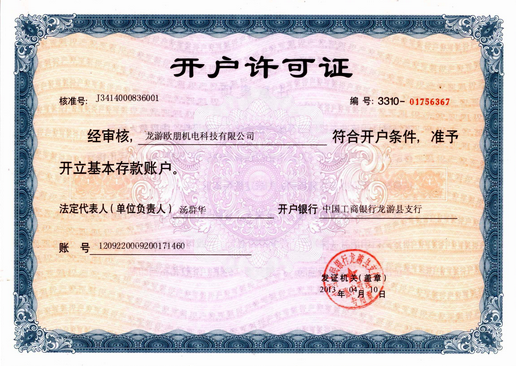 开户许可证
核准号: J3414000836001 编号: 3310-01756367
经审核, 龙游欧朋机电科技有限公司 符合开户条件, 准予
开立基本存款账户。
法定代表人(单位负责人) 汤群华 开户银行 中国工商银行龙游县支行
账 号 1209220009200171460
发证机关(盖章)
2013 年 04 月 10 日